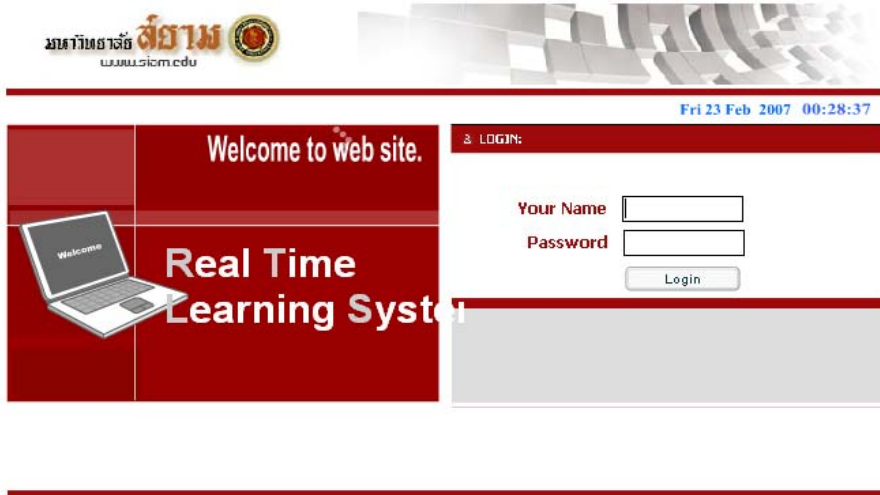 มหาวิทยาลัย สยาม
www.siam.edu
Fri 23 Feb 2007 00:28:37
Welcome to web site.
LOGIN:
Your Name
Password
Login
Welcome
Real Time
Learning System